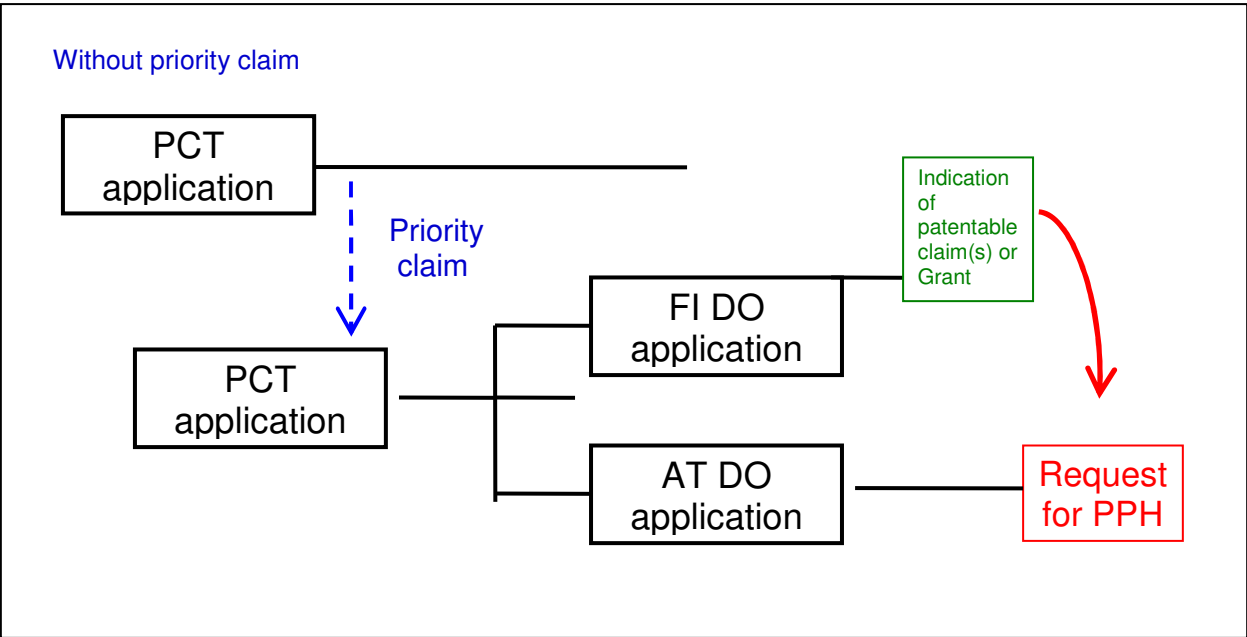 Without priority claim
PCT
application
Priority
claim
PCT
application
FI DO
application
Indication
of
patentable
claim(s) or
Grant
AT DO
application
Request
for PPH